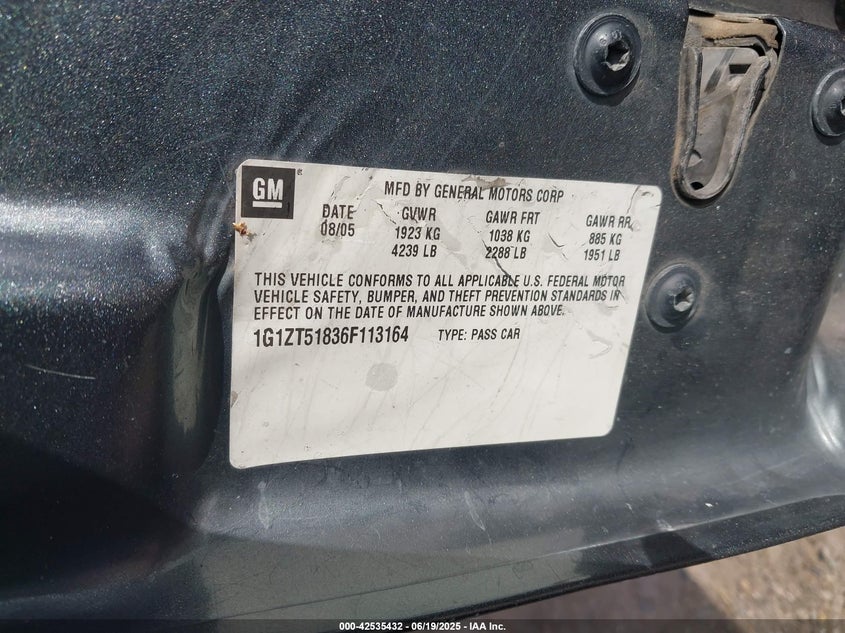 GM
MFD BY GENERAL MOTORS CORP
DATE GVWR GAWR FRT GAWR RR
08/05 1923 KG 1038 KG 885 KG
4239 LB 2288 LB 1951 LB
THIS VEHICLE CONFORMS TO ALL APPLICABLE U.S. FEDERAL MOTOR
VEHICLE SAFETY, BUMPER, AND THEFT PREVENTION STANDARDS IN
EFFECT ON THE DATE OF MANUFACTURE SHOWN ABOVE.
1G1ZT51836F113164 TYPE: PASS CAR
000-42535432 - 06/19/2025 - IAA Inc.